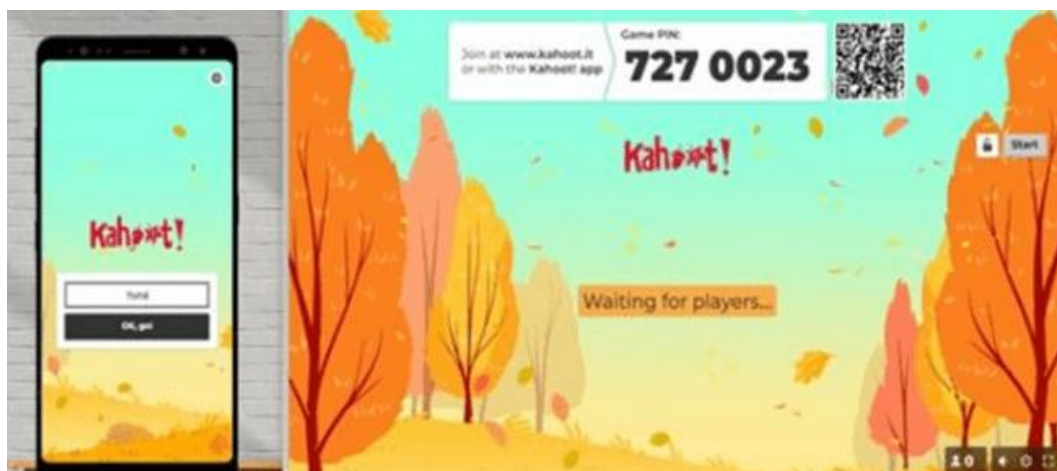 Kahoot!
OK, go!
Join at www.kahoot.it
or with the Kahoot! app
Game PIN:
727 0023
Kahoot!
Start
Waiting for players...
0